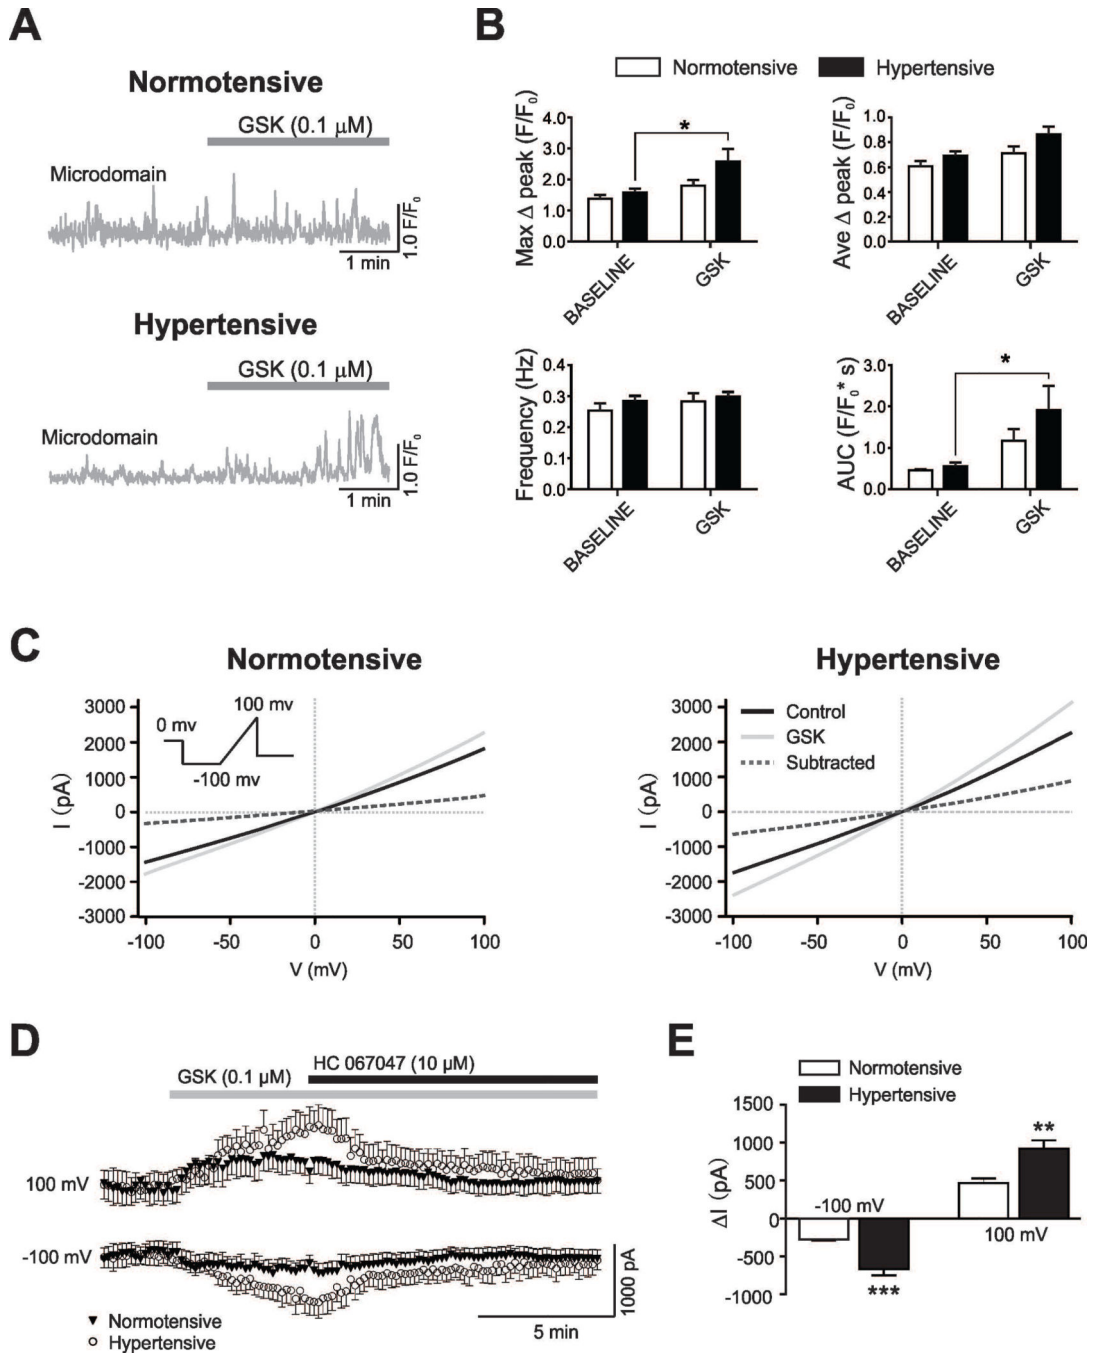 A
Normotensive
GSK (0.1 μM)
Microdomain
1.0 F/F₀
1 min
Hypertensive
GSK (0.1 μM)
Microdomain
1.0 F/F₀
1 min
B
Normotensive
Hypertensive
Max Δ peak (F/F₀)
4.0
3.0
2.0
1.0
0.0
*
BASELINE
GSK
Ave Δ peak (F/F₀)
1.0
0.8
0.6
0.4
0.2
0.0
BASELINE
GSK
Frequency (Hz)
0.4
0.3
0.2
0.1
0.0
BASELINE
GSK
AUC (F/F₀* s)
3.0
2.0
1.0
0.0
*
BASELINE
GSK
C
Normotensive
I (pA)
3000
2000
1000
0
-1000
-2000
-3000
0 mv
100 mv
-100 mv
-100
-50
0
50
100
V (mV)
Hypertensive
I (pA)
3000
2000
1000
0
-1000
-2000
-3000
Control
GSK
Subtracted
-100
-50
0
50
100
V (mV)
D
HC 067047 (10 μM)
GSK (0.1 μM)
100 mV
-100 mV
1000 pA
5 min
Normotensive
Hypertensive
E
Normotensive
Hypertensive
ΔI (pA)
1500
1000
500
0
-500
-1000
-100 mV
100 mV
**
***